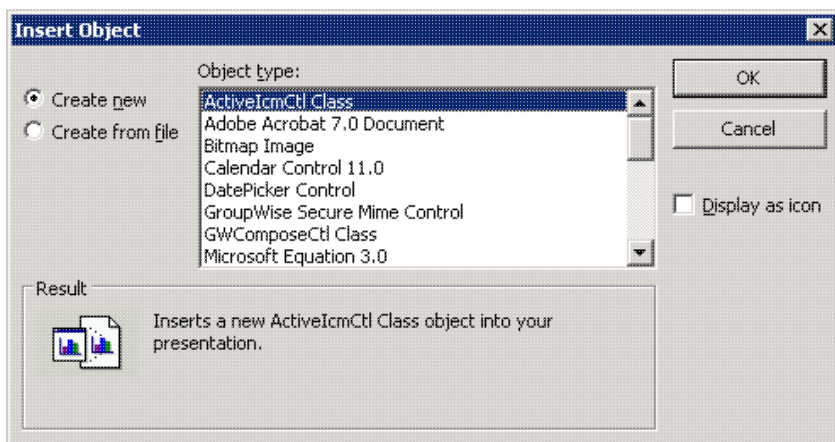 Insert Object
Object type:
Create new
Create from file
ActiveIcmCtl Class
Adobe Acrobat 7.0 Document
Bitmap Image
Calendar Control 11.0
DatePicker Control
GroupWise Secure Mime Control
GWComposeCtl Class
Microsoft Equation 3.0
OK
Cancel
Display as icon
Result
Inserts a new ActiveIcmCtl Class object into your
presentation.